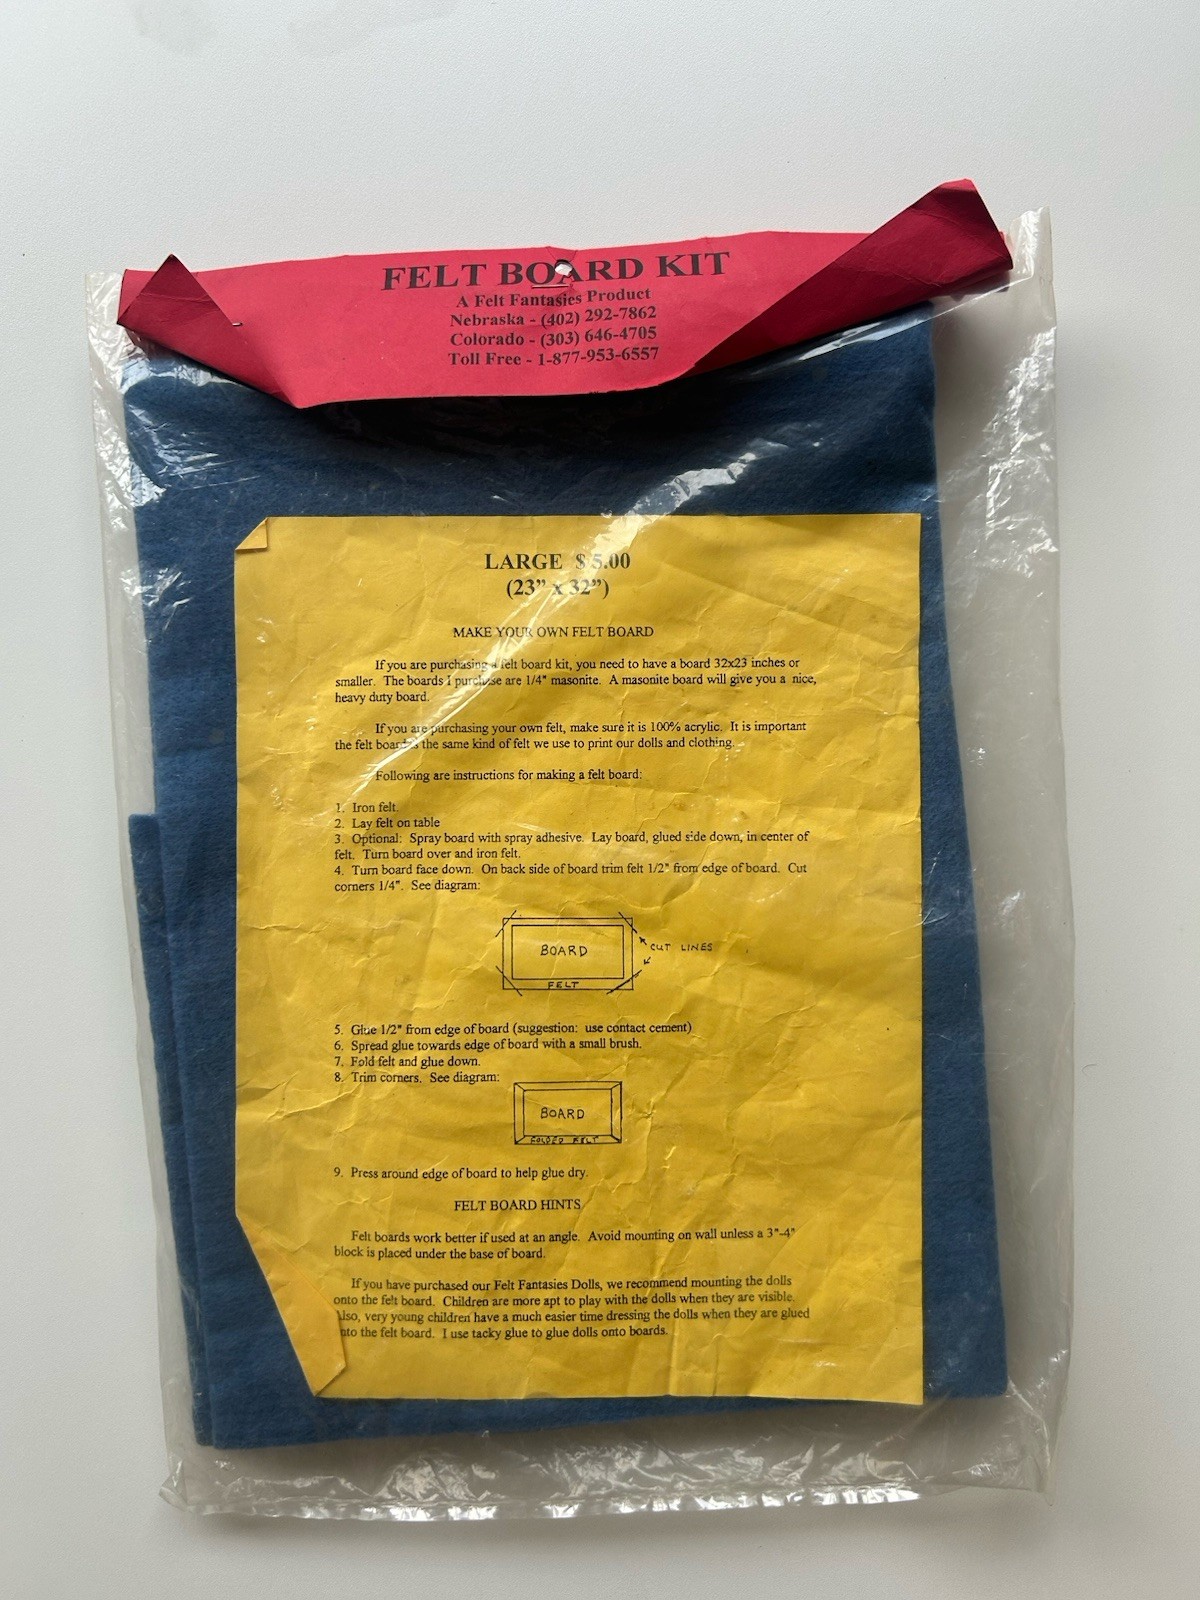 FELT BOARD KIT
A Felt Fantasies Product
Nebraska - (402) 292-7862
Colorado - (303) 646-4705
Toll Free - 1-877-953-6557
LARGE $ 5.00
(23" x 32")
MAKE YOUR OWN FELT BOARD
If you are purchasing a felt board kit, you need to have a board 32x23 inches or
smaller. The boards I purchase are 1/4" masonite. A masonite board will give you a nice,
heavy duty board.
If you are purchasing your own felt, make sure it is 100% acrylic. It is important
the felt board is the same kind of felt we use to print our dolls and clothing.
Following are instructions for making a felt board:
1. Iron felt.
2. Lay felt on table
3. Optional: Spray board with spray adhesive. Lay board, glued side down, in center of
felt. Turn board over and iron felt.
4. Turn board face down. On back side of board trim felt 1/2" from edge of board. Cut
corners 1/4". See diagram:
BOARD
CUT LINES
FELT
5. Glue 1/2" from edge of board (suggestion: use contact cement)
6. Spread glue towards edge of board with a small brush.
7. Fold felt and glue down.
8. Trim corners. See diagram:
BOARD
FOLDED FELT
9. Press around edge of board to help glue dry.
FELT BOARD HINTS
Felt boards work better if used at an angle. Avoid mounting on wall unless a 3"-4"
block is placed under the base of board.
If you have purchased our Felt Fantasies Dolls, we recommend mounting the dolls
onto the felt board. Children are more apt to play with the dolls when they are visible.
Also, very young children have a much easier time dressing the dolls when they are glued
onto the felt board. I use tacky glue to glue dolls onto boards.